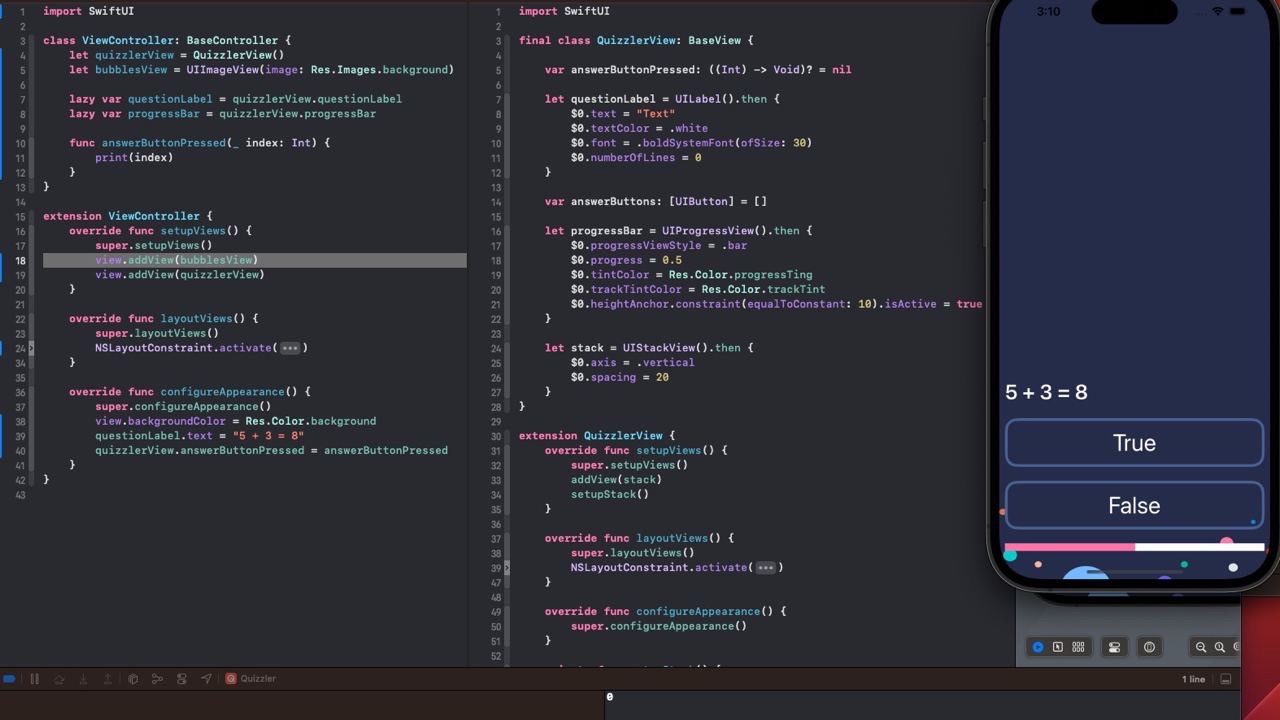 1 import SwiftUI
2
3 class ViewController: BaseController {
4 let quizzlerView = QuizzlerView()
5 let bubblesView = UIImageView(image: Res.Images.background)
6
7 lazy var questionLabel = quizzlerView.questionLabel
8 lazy var progressBar = quizzlerView.progressBar
9
10 func answerButtonPressed(_ index: Int) {
11 print(index)
12 }
13 }
14
15 extension ViewController {
16 override func setupViews() {
17 super.setupViews()
18 view.addView(bubblesView)
19 view.addView(quizzlerView)
20 }
21
22 override func layoutViews() {
23 super.layoutViews()
24 NSLayoutConstraint.activate(•••)
34 }
35
36 override func configureAppearance() {
37 super.configureAppearance()
38 view.backgroundColor = Res.Color.background
39 questionLabel.text = "5 + 3 = 8"
40 quizzlerView.answerButtonPressed = answerButtonPressed
41 }
42 }
43
1 import SwiftUI
2
3 final class QuizzlerView: BaseView {
4
5 var answerButtonPressed: ((Int) -> Void)? = nil
6
7 let questionLabel = UILabel().then {
8 $0.text = "Text"
9 $0.textColor = .white
10 $0.font = .boldSystemFont(ofSize: 30)
11 $0.numberOfLines = 0
12 }
13
14 var answerButtons: [UIButton] = []
15
16 let progressBar = UIProgressView().then {
17 $0.progressViewStyle = .bar
18 $0.progress = 0.5
19 $0.tintColor = Res.Color.progressTing
20 $0.trackTintColor = Res.Color.trackTint
21 $0.heightAnchor.constraint(equalToConstant: 10).isActive = true
22 }
23
24 let stack = UIStackView().then {
25 $0.axis = .vertical
26 $0.spacing = 20
27 }
28 }
29
30 extension QuizzlerView {
31 override func setupViews() {
32 super.setupViews()
33 addView(stack)
34 setupStack()
35 }
36
37 override func layoutViews() {
38 super.layoutViews()
39 NSLayoutConstraint.activate(•••)
47 }
48
49 override func configureAppearance() {
50 super.configureAppearance()
51 }
52
3:10
5 + 3 = 8
True
False
Quizzler
1 line
0